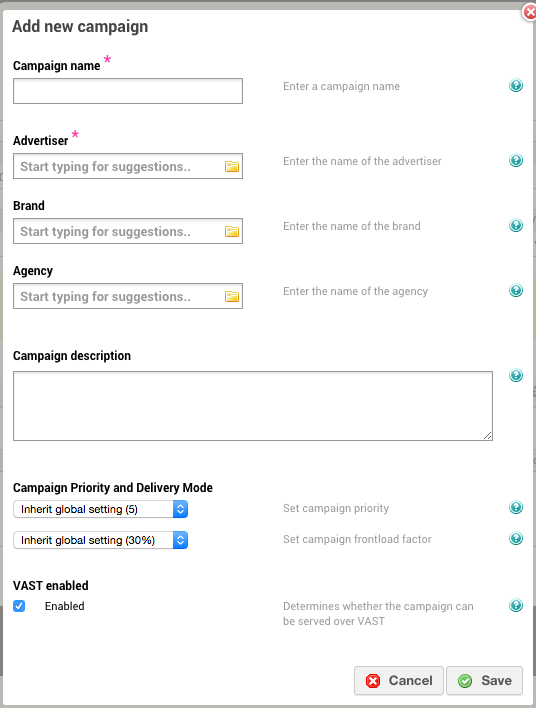 Add new campaign
Campaign name *
Enter a campaign name
Advertiser *
Start typing for suggestions..
Enter the name of the advertiser
Brand
Start typing for suggestions..
Enter the name of the brand
Agency
Start typing for suggestions..
Enter the name of the agency
Campaign description
Campaign Priority and Delivery Mode
Inherit global setting (5)
Set campaign priority
Inherit global setting (30%)
Set campaign frontload factor
VAST enabled
Enabled
Determines whether the campaign can
be served over VAST
Cancel
Save